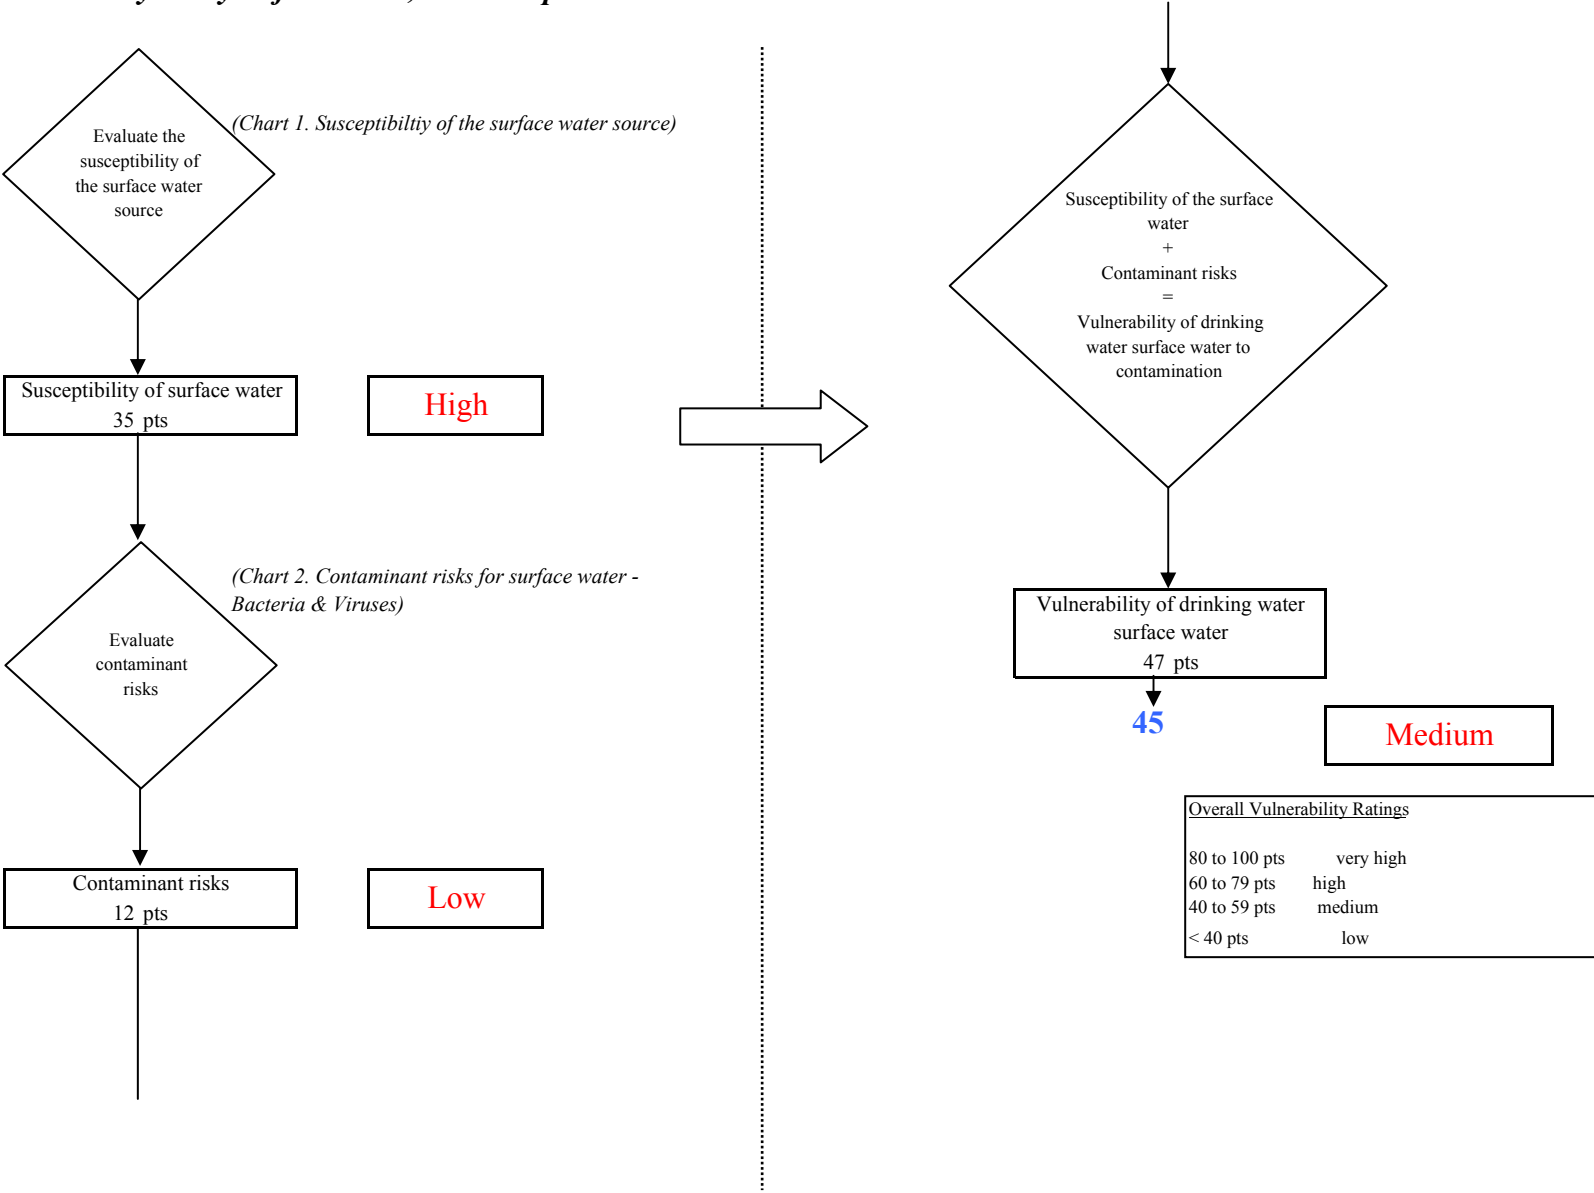 Evaluate the
susceptibility of
the surface water
source
(Chart 1. Susceptibiltiy of the surface water source)
Susceptibility of surface water
35 pts
High
Evaluate
contaminant
risks
(Chart 2. Contaminant risks for surface water -
Bacteria & Viruses)
Contaminant risks
12 pts
Low
Susceptibility of the surface
water
+
Contaminant risks
=
Vulnerability of drinking
water surface water to
contamination
Vulnerability of drinking water
surface water
47 pts
45
Medium
Overall Vulnerability Ratings
80 to 100 pts very high
60 to 79 pts high
40 to 59 pts medium
< 40 pts low